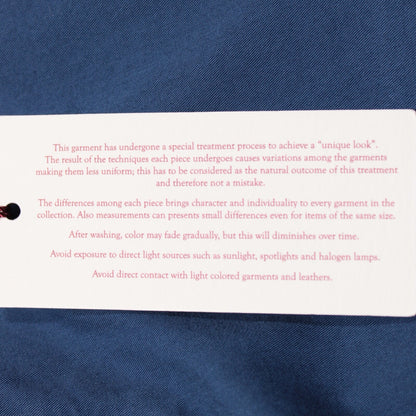 This garment has undergone a special treatment process to achieve a "unique look".
The result of the techniques each piece undergoes causes variations among the garments
making them less uniform; this has to be considered as the natural outcome of this treatment
and therefore not a mistake.
The differences among each piece brings character and individuality to every garment in the
collection. Also measurements can presents small differences even for items of the same size.
After washing, color may fade gradually, but this will diminishes over time.
Avoid exposure to direct light sources such as sunlight, spotlights and halogen lamps.
Avoid direct contact with light colored garments and leathers.